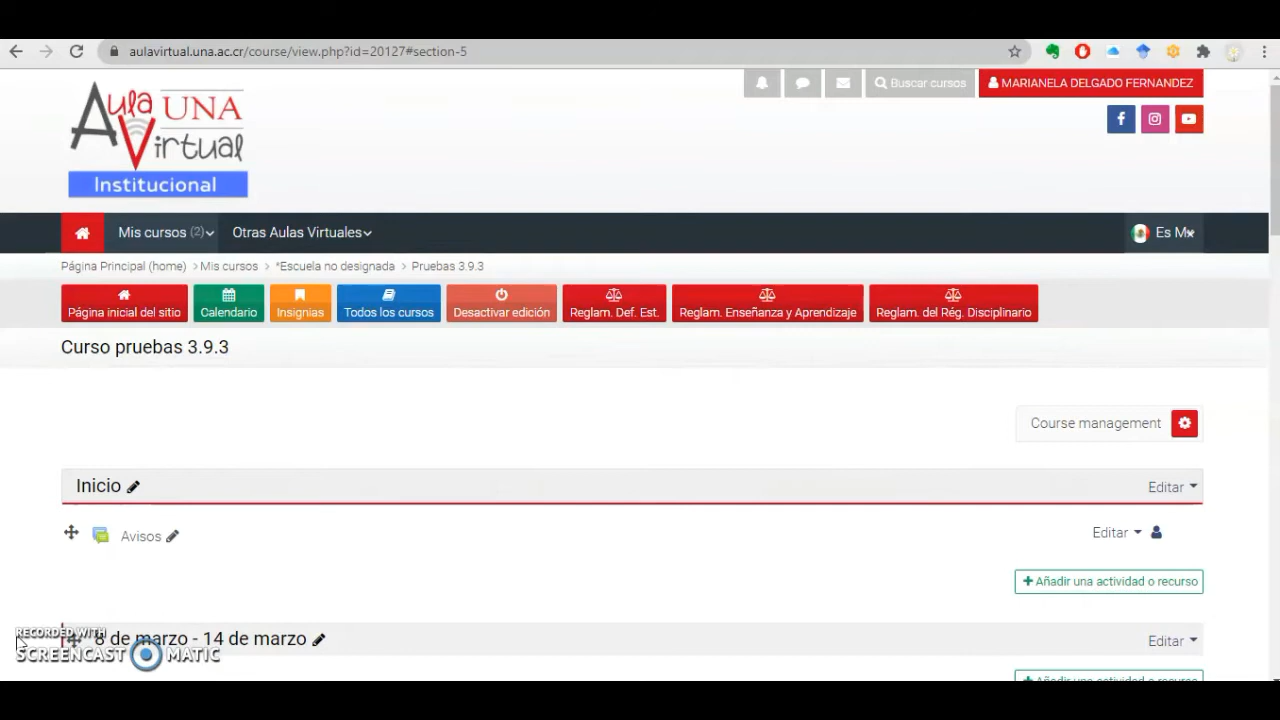 aulavirtual.una.ac.cr/course/view.php?id=20127#section-5
Buscar cursos
MARIANELA DELGADO FERNANDEZ
Aula UNA
Virtual
Institucional
Mis cursos (2)
Otras Aulas Virtuales
Es Mx
Página Principal (home) > Mis cursos > *Escuela no designada > Pruebas 3.9.3
Página inicial del sitio
Calendario
Insignias
Todos los cursos
Desactivar edición
Reglam. Def. Est.
Reglam. Enseñanza y Aprendizaje
Reglam. del Rég. Disciplinario
Curso pruebas 3.9.3
Course management
Inicio
Editar
Avisos
Editar
+ Añadir una actividad o recurso
8 de marzo - 14 de marzo
Editar
+ Añadir una actividad o recurso
RECORDED WITH
SCREENCAST MATIC